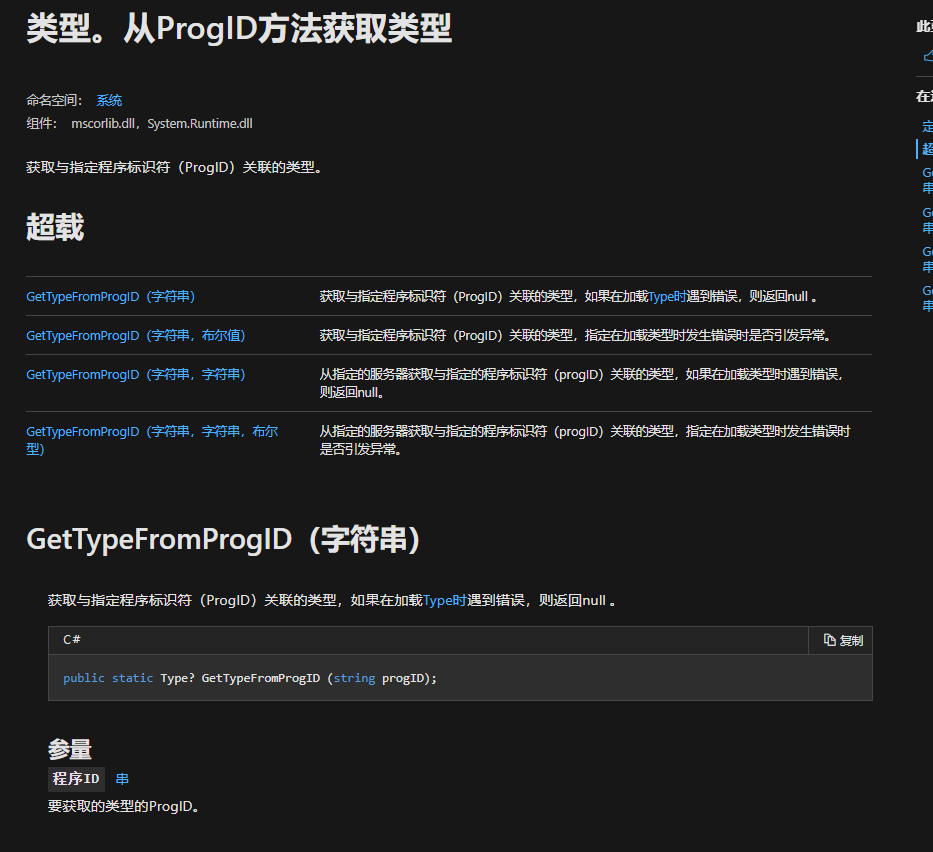 类型。从ProgID方法获取类型
命名空间： 系统
组件： mscorlib.dll，System.Runtime.dll
获取与指定程序标识符（ProgID）关联的类型。
超载
GetTypeFromProgID（字符串） 获取与指定程序标识符（ProgID）关联的类型，如果在加载Type时遇到错误，则返回null 。
GetTypeFromProgID（字符串，布尔值） 获取与指定程序标识符（ProgID）关联的类型，指定在加载类型时发生错误时是否引发异常。
GetTypeFromProgID（字符串，字符串） 从指定的服务器获取与指定的程序标识符（progID）关联的类型，如果在加载类型时遇到错误，
则返回null。
GetTypeFromProgID（字符串，字符串，布尔
型）
从指定的服务器获取与指定的程序标识符（progID）关联的类型，指定在加载类型时发生错误时
是否引发异常。
GetTypeFromProgID（字符串）
获取与指定程序标识符（ProgID）关联的类型，如果在加载Type时遇到错误，则返回null 。
C# 复制
public static Type? GetTypeFromProgID (string progID);
参量
程序ID 串
要获取的类型的ProgID。
在
定
超
串
串
串
串